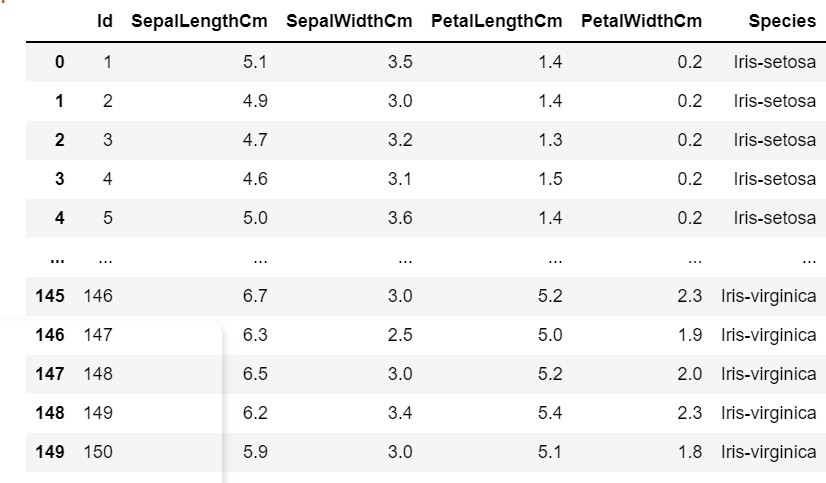 Id SepalLengthCm SepalWidthCm PetalLengthCm PetalWidthCm Species
0 1 5.1 3.5 1.4 0.2 Iris-setosa
1 2 4.9 3.0 1.4 0.2 Iris-setosa
2 3 4.7 3.2 1.3 0.2 Iris-setosa
3 4 4.6 3.1 1.5 0.2 Iris-setosa
4 5 5.0 3.6 1.4 0.2 Iris-setosa
... ... ... ... ... ... ...
145 146 6.7 3.0 5.2 2.3 Iris-virginica
146 147 6.3 2.5 5.0 1.9 Iris-virginica
147 148 6.5 3.0 5.2 2.0 Iris-virginica
148 149 6.2 3.4 5.4 2.3 Iris-virginica
149 150 5.9 3.0 5.1 1.8 Iris-virginica